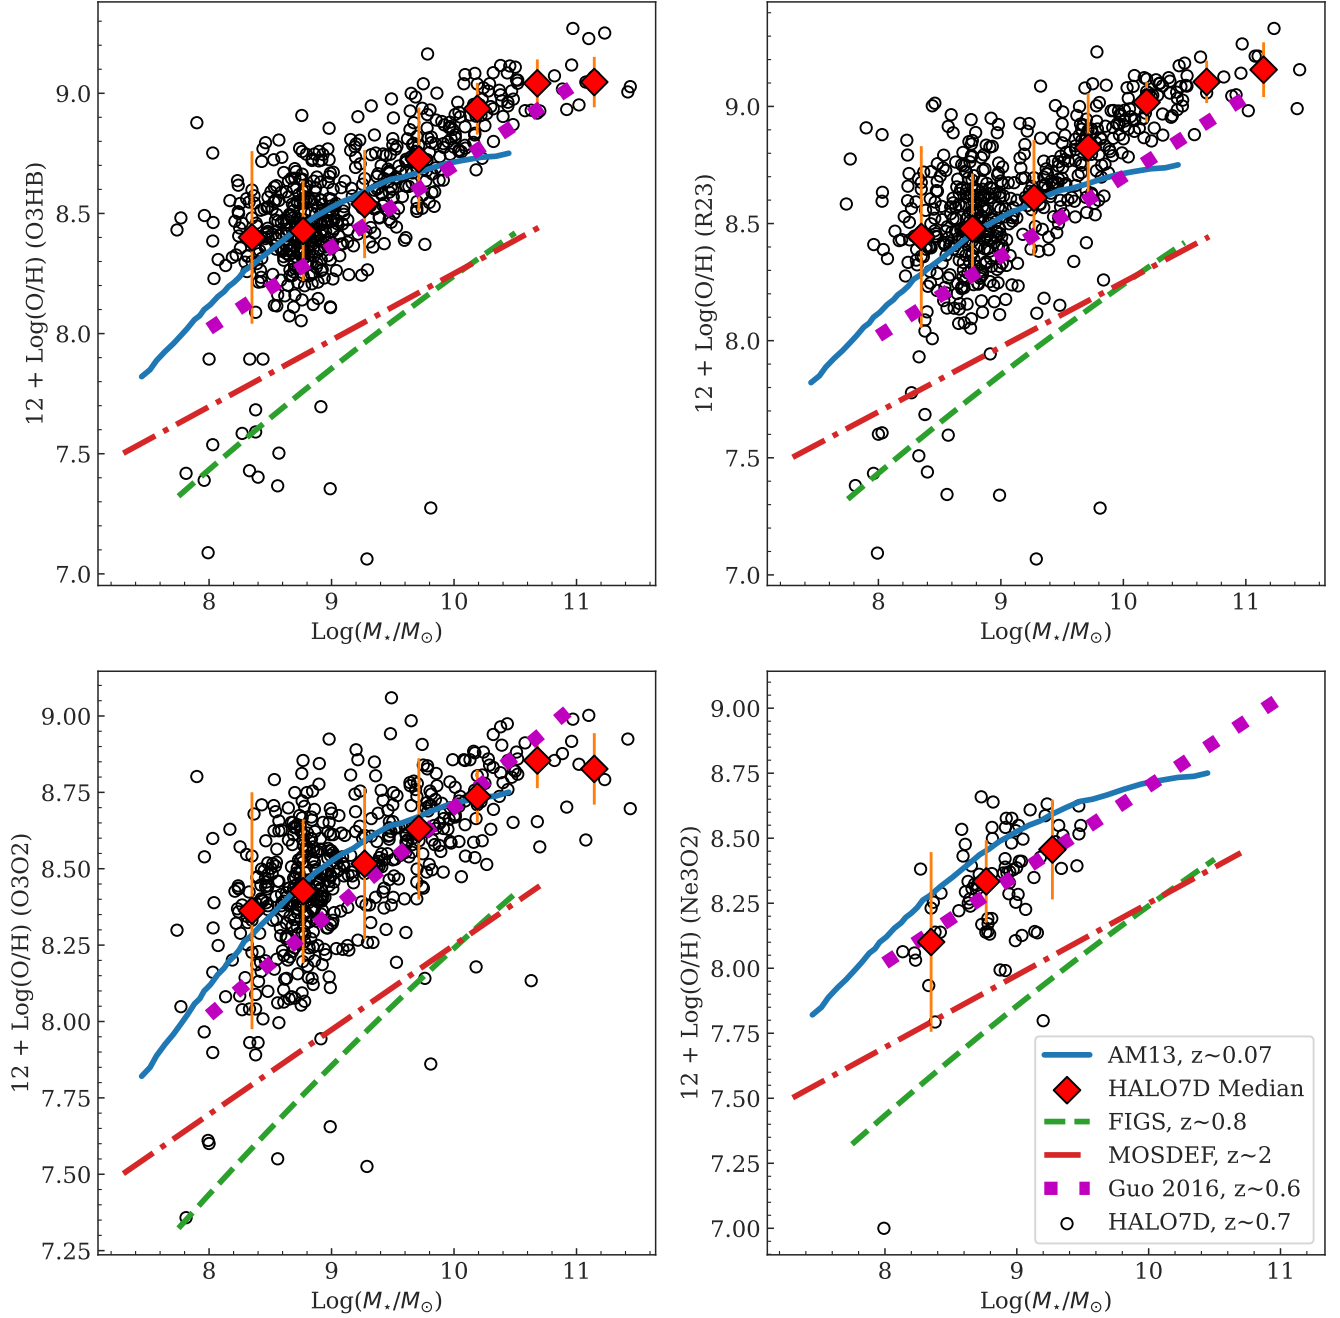 12 + Log(O/H) (O3HB)
9.0
8.5
8.0
7.5
7.0
8 9 10 11
Log(M⋆/M⊙)
12 + Log(O/H) (R23)
9.0
8.5
8.0
7.5
7.0
8 9 10 11
Log(M⋆/M⊙)
12 + Log(O/H) (O3O2)
9.00
8.75
8.50
8.25
8.00
7.75
7.50
7.25
8 9 10 11
Log(M⋆/M⊙)
12 + Log(O/H) (Ne3O2)
9.00
8.75
8.50
8.25
8.00
7.75
7.50
7.25
7.00
8 9 10 11
Log(M⋆/M⊙)
AM13, z~0.07
HALO7D Median
FIGS, z~0.8
MOSDEF, z~2
Guo 2016, z~0.6
HALO7D, z~0.7